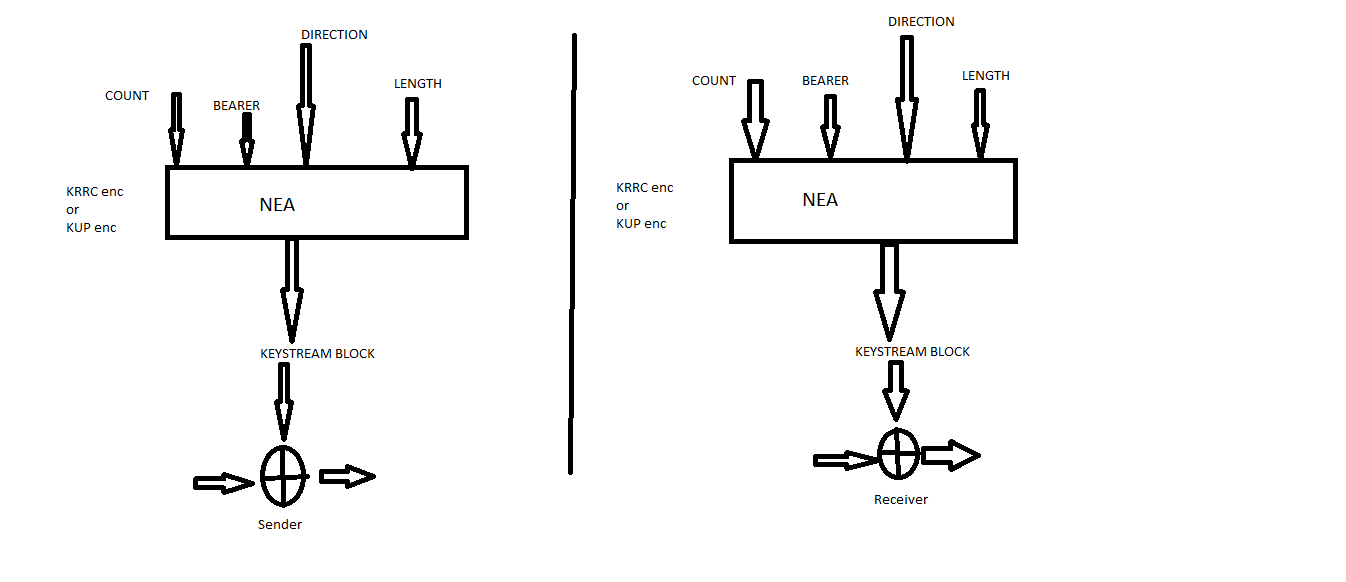 DIRECTION
COUNT
BEARER
LENGTH
KRRC enc
or
KUP enc
NEA
KEYSTREAM BLOCK
Sender
DIRECTION
COUNT
BEARER
LENGTH
KRRC enc
or
KUP enc
NEA
KEYSTREAM BLOCK
Receiver